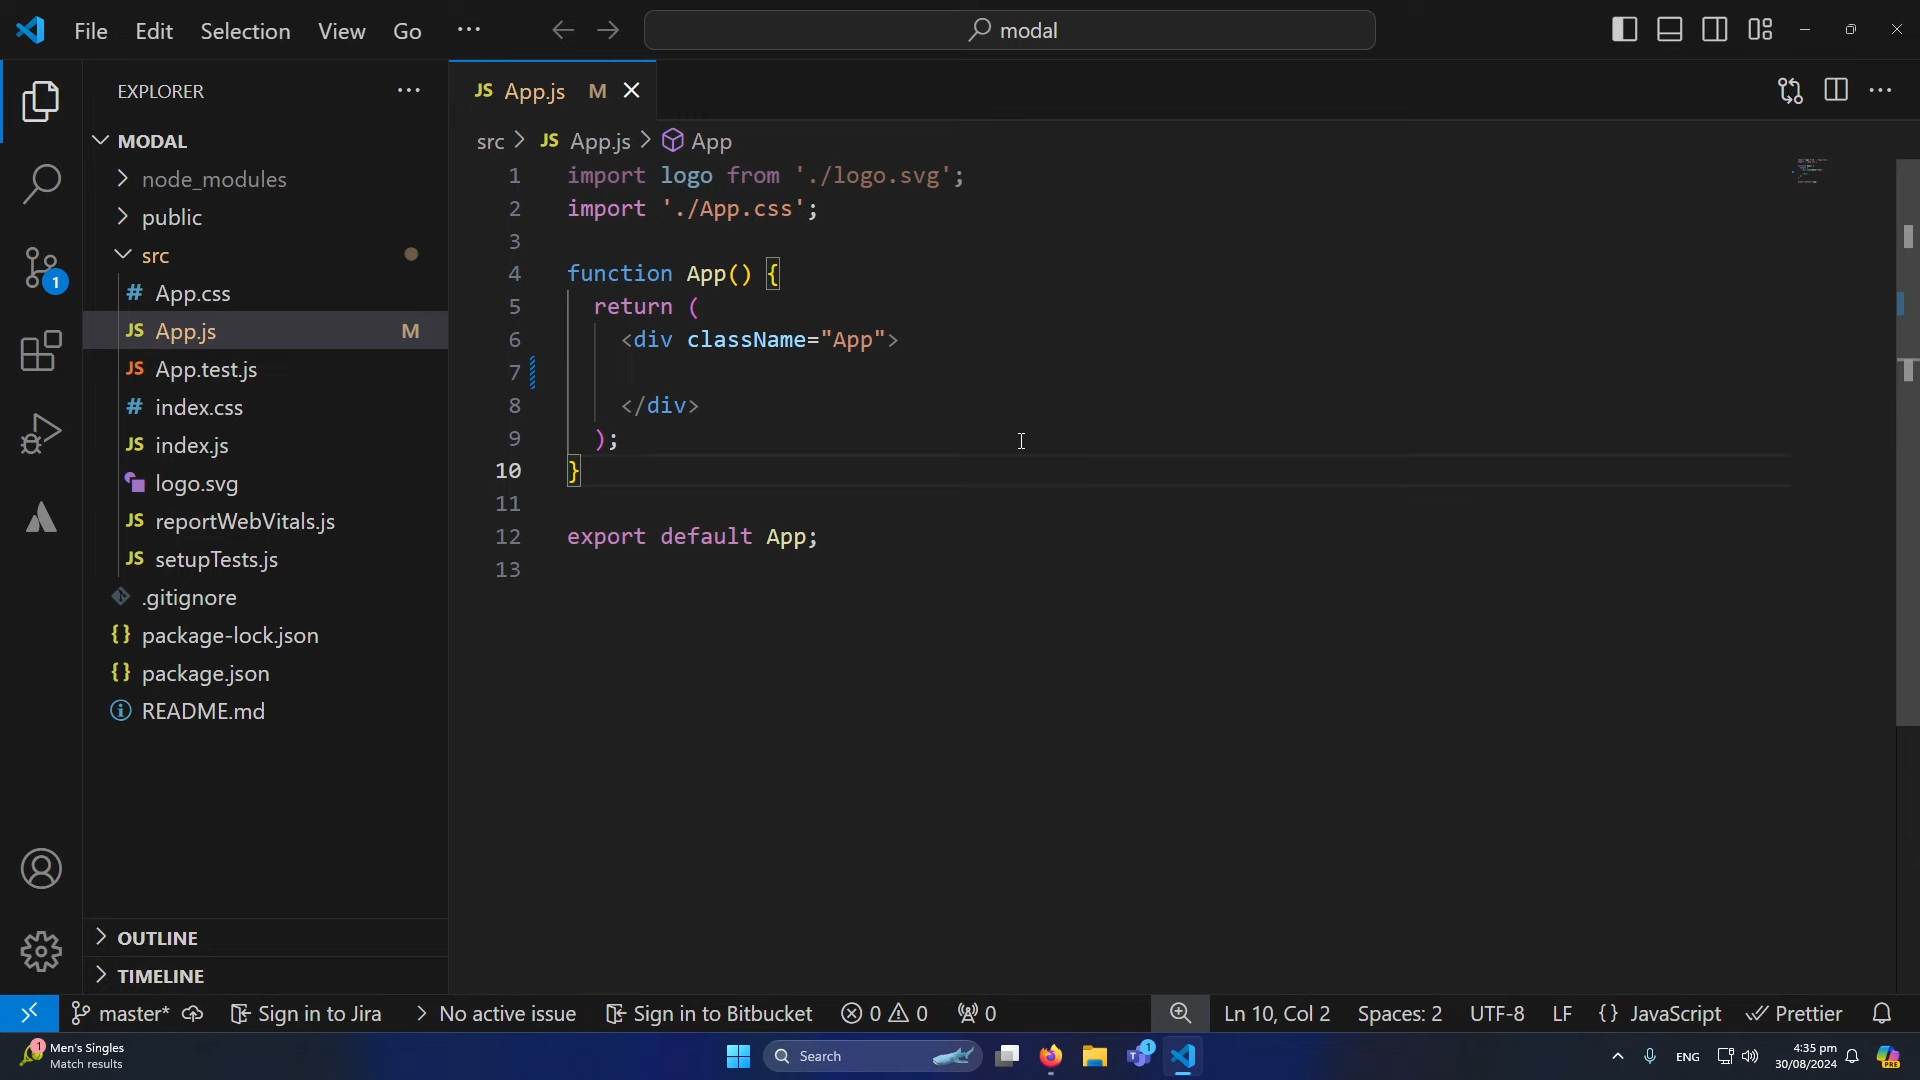 File Edit Selection View Go ···
modal
EXPLORER
MODAL
node_modules
public
src
# App.css
JS App.js M
JS App.test.js
# index.css
JS index.js
logo.svg
JS reportWebVitals.js
JS setupTests.js
.gitignore
{} package-lock.json
{} package.json
README.md
OUTLINE
TIMELINE
1
JS App.js M
src > JS App.js > App
1 import logo from './logo.svg';
2 import './App.css';
3
4 function App() {
5 return (
6 <div className="App">
7
8 </div>
9 );
10 }
11
12 export default App;
13
master* Sign in to Jira > No active issue Sign in to Bitbucket 0 0 0 Ln 10, Col 2 Spaces: 2 UTF-8 LF {} JavaScript Prettier
1 Men's Singles
Match results
Search
1
ENG
4:35 pm
30/08/2024
PRE